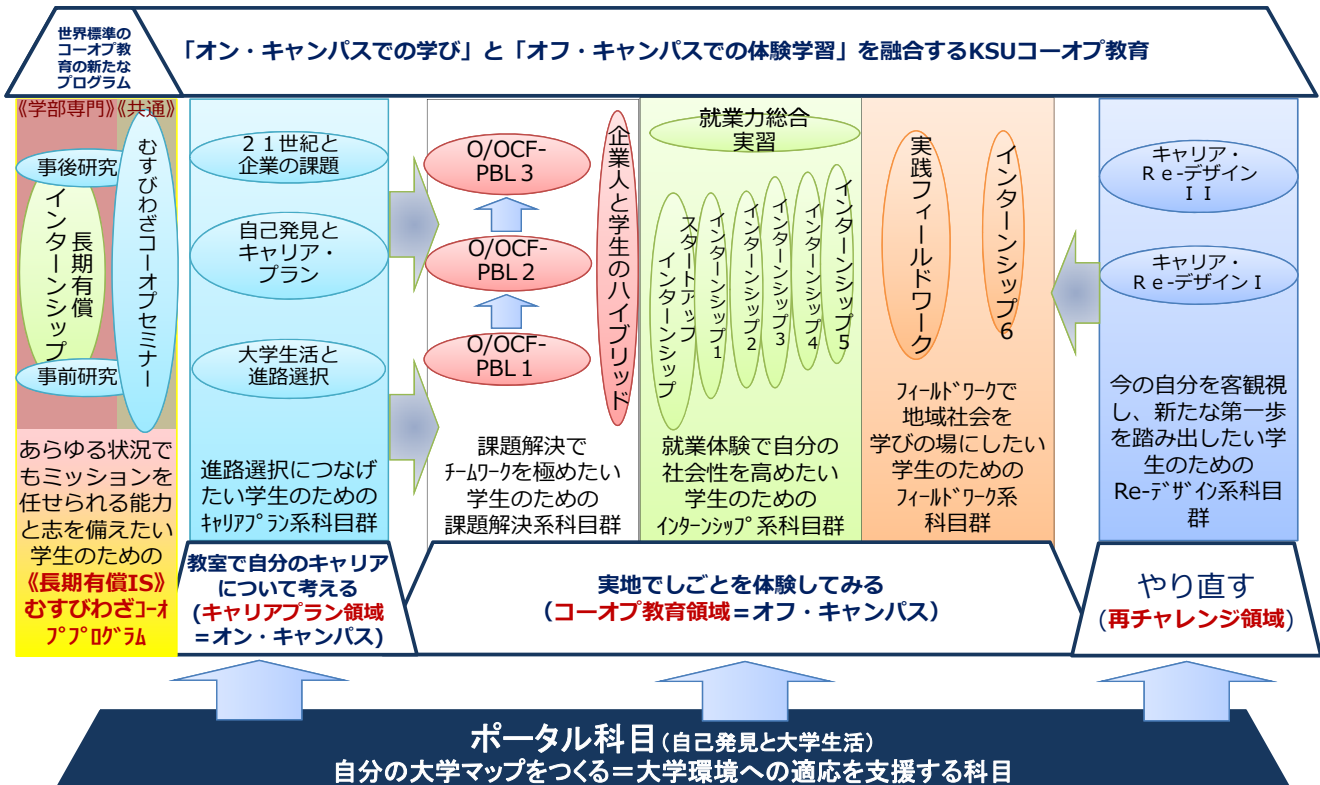 世界標準の
コーオプ教
育の新たな
プログラム
「オン・キャンパスでの学び」と「オフ・キャンパスでの体験学習」を融合するKSUコーオプ教育
《学部専門》《共通》
事後研究
長期有償
インターンシップ
事前研究
むすびわざコーオプセミナー
あらゆる状況で
もミッションを
任せられる能力
と志を備えたい
学生のための
《長期有償IS》
むすびわざｺｰｵ
ﾌﾟﾌﾟﾛｸﾞﾗﾑ
２１世紀と
企業の課題
自己発見と
キャリア・
プラン
大学生活と
進路選択
進路選択につなげ
たい学生のための
ｷｬﾘｱﾌﾟﾗﾝ系科目群
O/OCF-
PBL３
O/OCF-
PBL２
O/OCF-
PBL１
企業人と学生のハイブリッド
課題解決で
ﾁｰﾑﾜｰｸを極めたい
学生のための
課題解決系科目群
就業力総合
実習
スタートアップ
インターンシップ
インターンシップ1
インターンシップ2
インターンシップ3
インターンシップ4
インターンシップ5
就業体験で自分の
社会性を高めたい
学生のための
ｲﾝﾀｰﾝｼｯﾌﾟ系科目群
実践フィールドワーク
インターンシップ6
ﾌｨｰﾙﾄﾞﾜｰｸで
地域社会を
学びの場にしたい
学生のための
ﾌｨｰﾙﾄﾞﾜｰｸ系
科目群
キャリア・
Ｒｅ-デザイン
ＩＩ
キャリア・
Ｒｅ-デザインＩ
今の自分を客観視
し、新たな第一歩
を踏み出したい学
生のための
Re-ﾃﾞｻﾞｲﾝ系科目
群
教室で自分のキャリア
について考える
(キャリアプラン領域
＝オン・キャンパス)
実地でしごとを体験してみる
（コーオプ教育領域＝オフ・キャンパス）
やり直す
(再チャレンジ領域)
ポータル科目（自己発見と大学生活）
自分の大学マップをつくる＝大学環境への適応を支援する科目